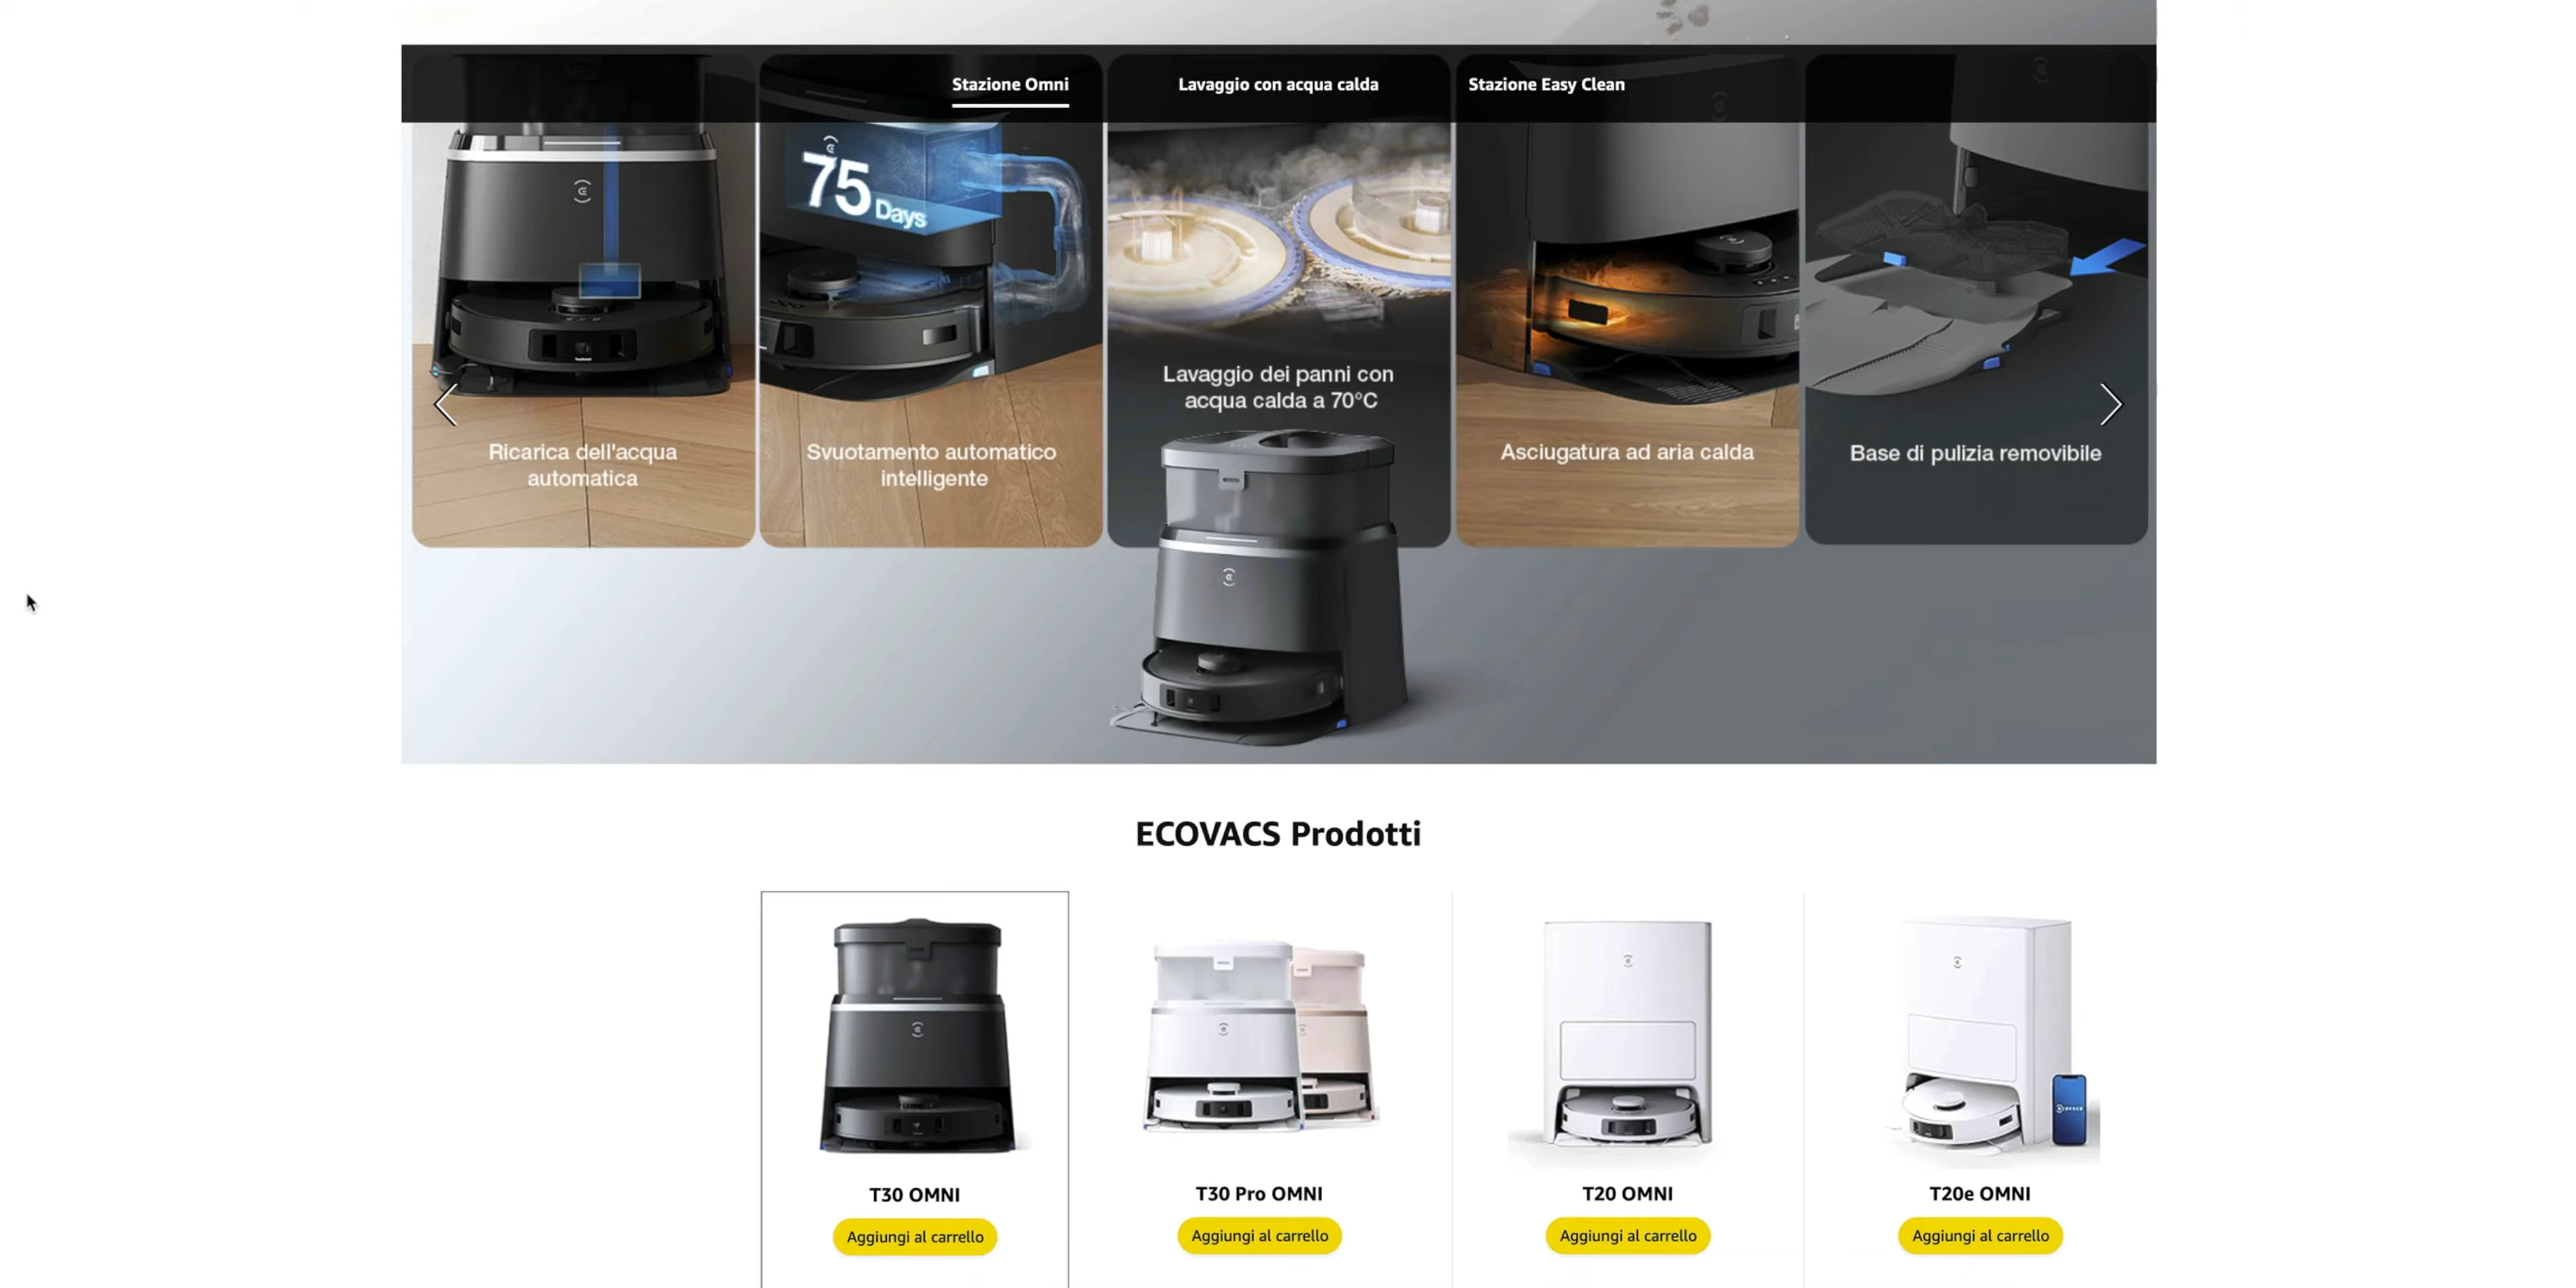 Stazione Omni
Lavaggio con acqua calda
Stazione Easy Clean
75 Days
Lavaggio dei panni con
acqua calda a 70°C
Ricarica dell'acqua
automatica
Svuotamento automatico
intelligente
Asciugatura ad aria calda
Base di pulizia removibile
ECOVACS Prodotti
T30 OMNI
T30 Pro OMNI
T20 OMNI
T20e OMNI
Aggiungi al carrello
Aggiungi al carrello
Aggiungi al carrello
Aggiungi al carrello